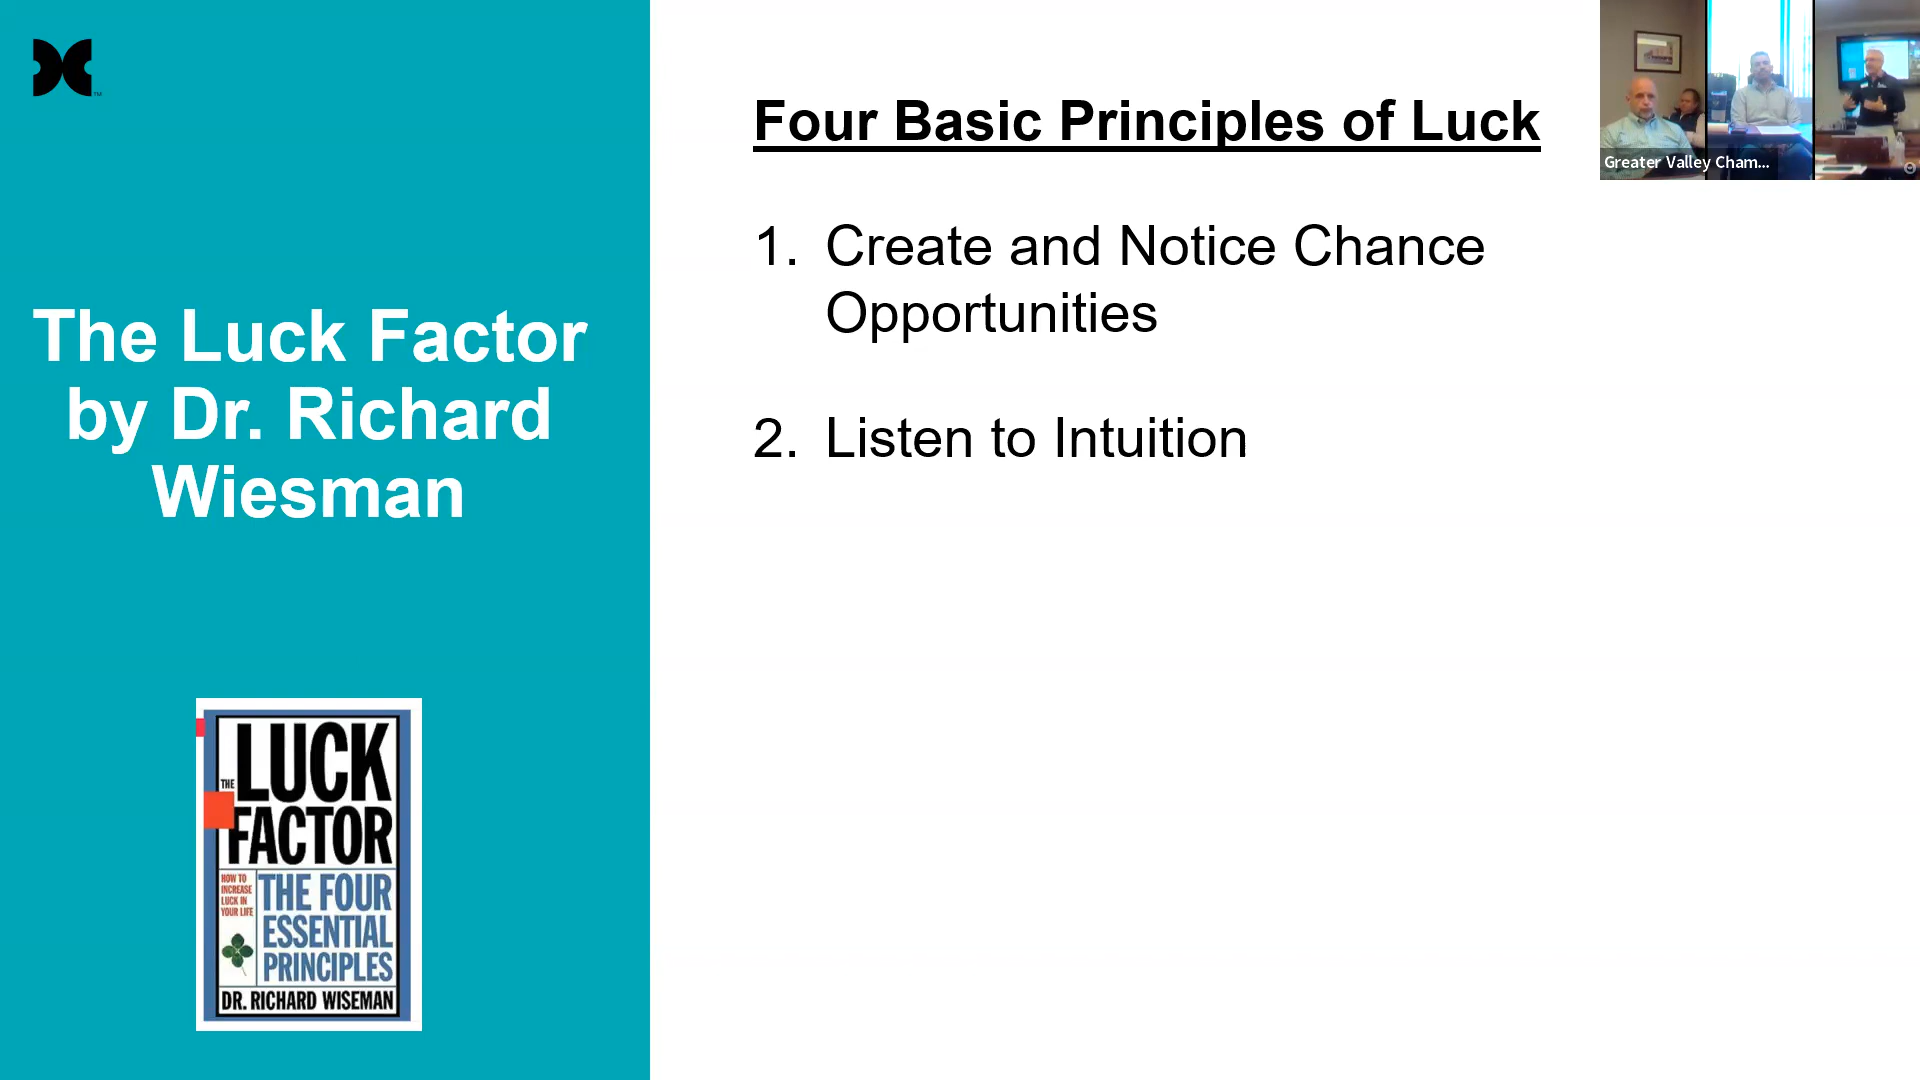 The Luck Factor
by Dr. Richard
Wiesman
THE
LUCK
FACTOR
HOW TO
INCREASE
LUCK IN
YOUR LIFE
THE FOUR
ESSENTIAL
PRINCIPLES
DR. RICHARD WISEMAN
TM
Four Basic Principles of Luck
1. Create and Notice Chance
Opportunities
2. Listen to Intuition
Greater Valley Cham...